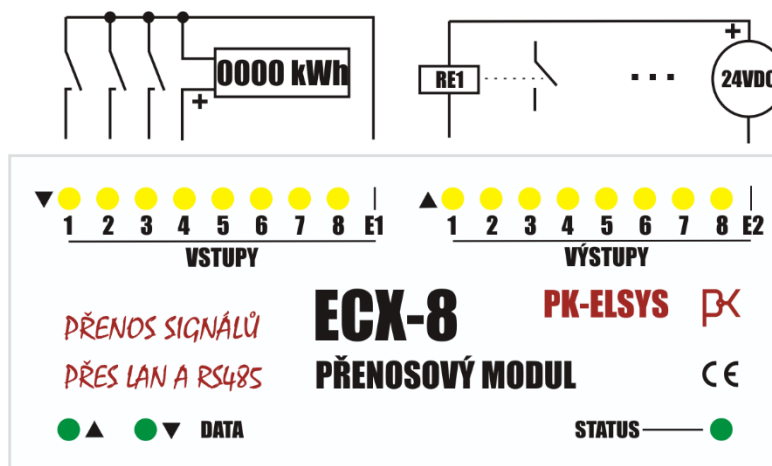 0000 kWh
+
RE1
...
+
24VDC
1 2 3 4 5 6 7 8 E1
VSTUPY
1 2 3 4 5 6 7 8 E2
VÝSTUPY
PŘENOS SIGNÁLŮ
PŘES LAN A RS485
ECX-8
PŘENOSOVÝ MODUL
PK-ELSYS
PK
CE
DATA
STATUS